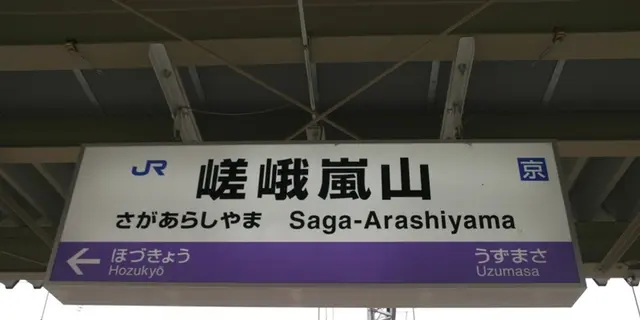 JR 嵯峨嵐山 京
さがあらしやま Saga-Arashiyama
← ほづきょう うずまさ
Hozukyō Uzumasa